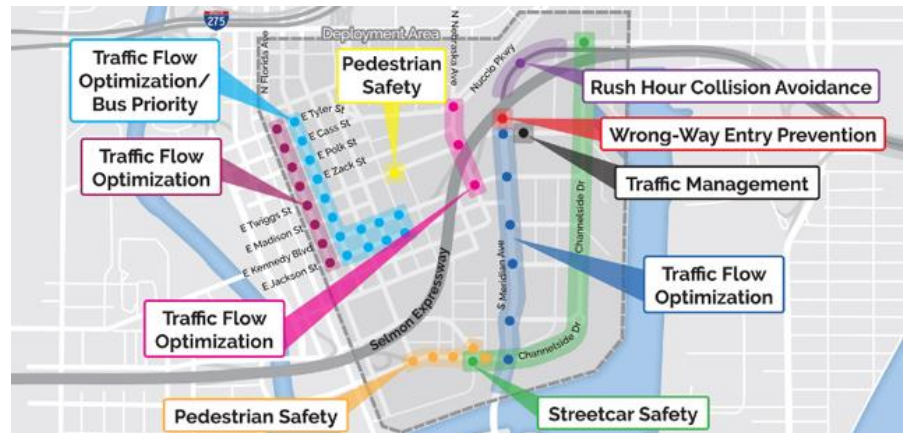 INTERSTATE
275
Deployment Area
N Florida Ave
N Nebraska Ave
Nuccio Pkwy
Traffic Flow
Optimization/
Bus Priority
Pedestrian
Safety
Rush Hour Collision Avoidance
E Tyler St
E Cass St
E Polk St
E Zack St
Wrong-Way Entry Prevention
Traffic Flow
Optimization
Traffic Management
E Twiggs St
E Madison St
E Kennedy Blvd
E Jackson St
Channelside Dr
Selmon Expressway
S Meridian Ave
Traffic Flow
Optimization
Traffic Flow
Optimization
Channelside Dr
Pedestrian Safety
Streetcar Safety